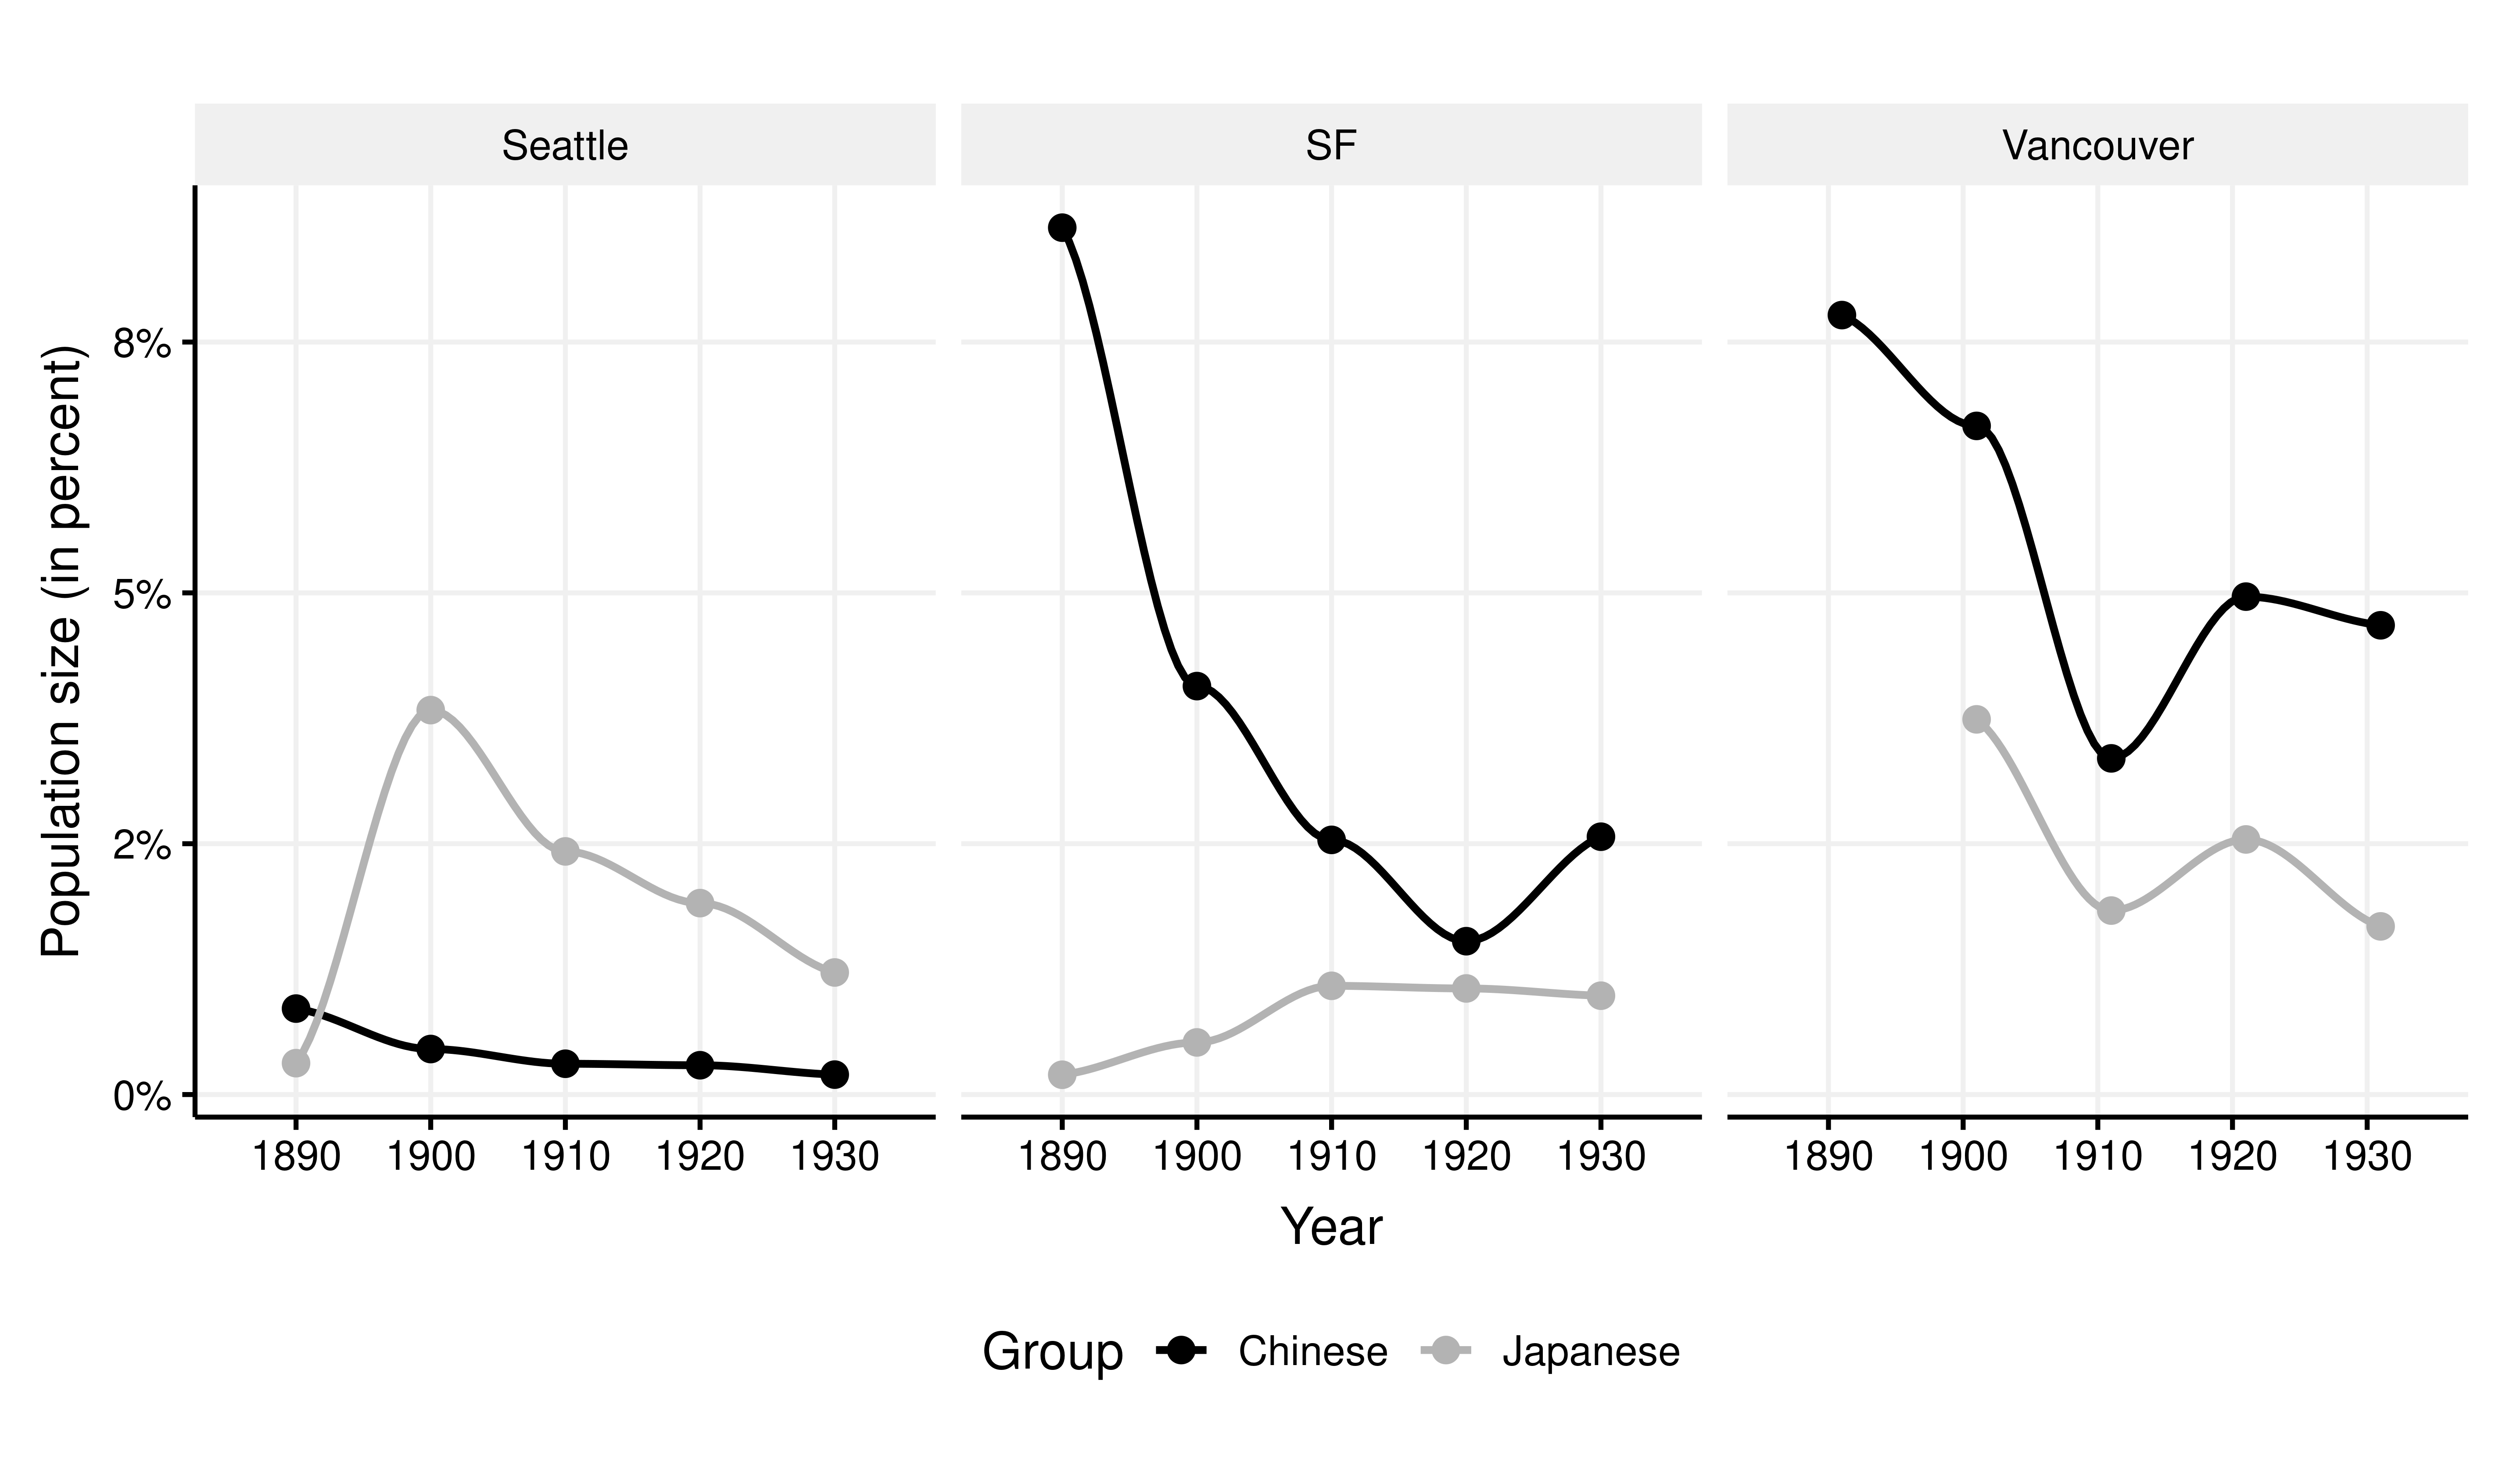 Seattle SF Vancouver
Population size (in percent)
8%
5%
2%
0%
1890 1900 1910 1920 1930 1890 1900 1910 1920 1930 1890 1900 1910 1920 1930
Year
Group Chinese Japanese